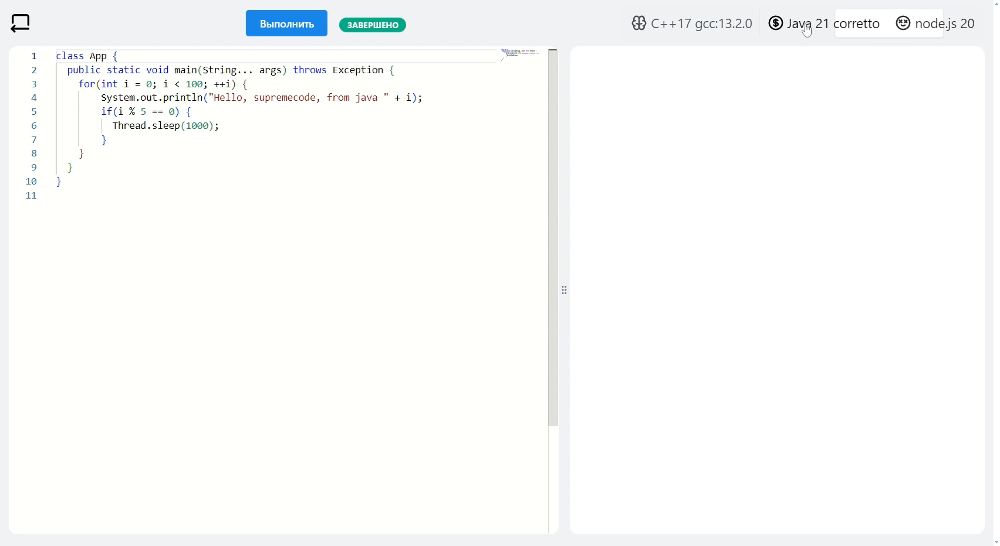 Выполнить
ЗАВЕРШЕНО
C++17 gcc:13.2.0
Java 21 corretto
node.js 20
1 class App {
2 public static void main(String... args) throws Exception {
3 for(int i = 0; i < 100; ++i) {
4 System.out.println("Hello, supremecode, from java " + i);
5 if(i % 5 == 0) {
6 Thread.sleep(1000);
7 }
8 }
9 }
10 }
11